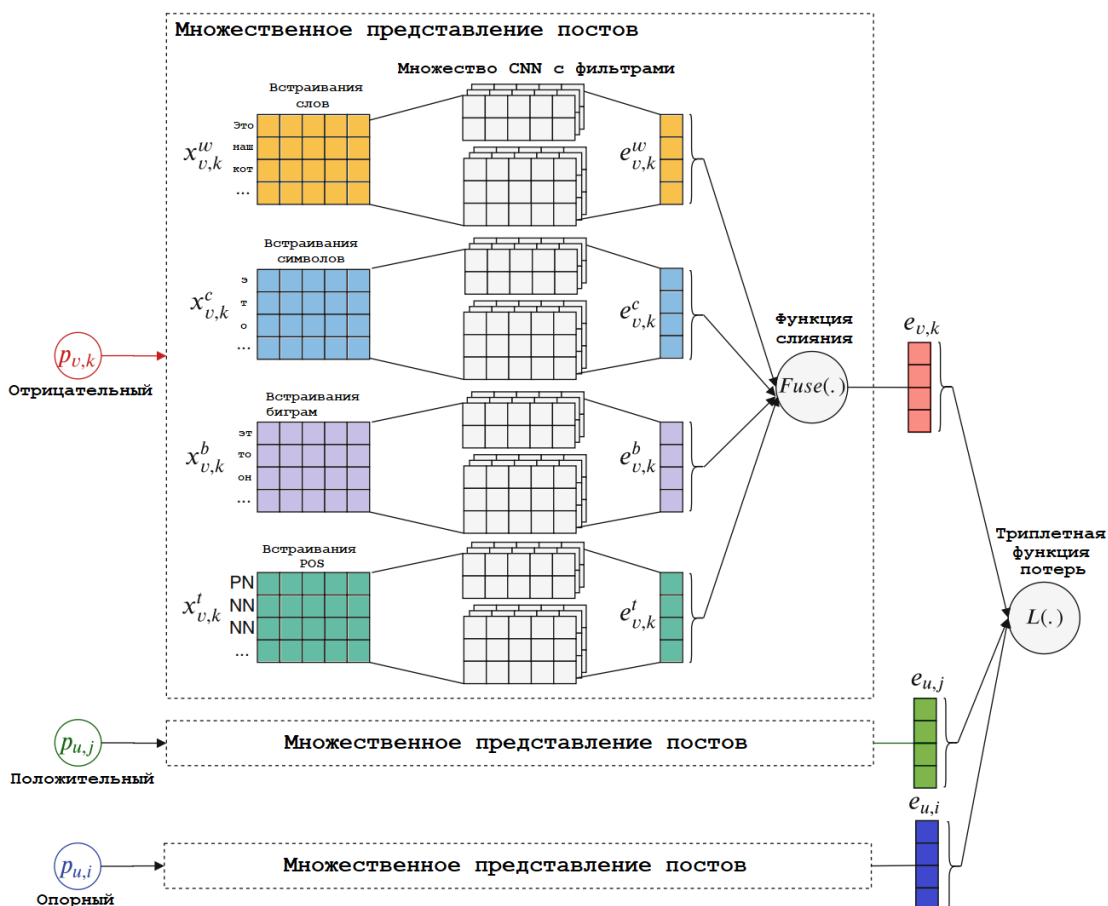 Множественное представление постов
Множество CNN с фильтрами
Встраивания
слов
Это
наш
кот
...
x^w_{v,k}
e^w_{v,k}
Встраивания
символов
э
т
о
...
x^c_{v,k}
e^c_{v,k}
Функция
слияния
Fuse(.)
e_{v,k}
p_{v,k}
Отрицательный
Встраивания
биграм
эт
то
он
...
x^b_{v,k}
e^b_{v,k}
Встраивания
POS
PN
NN
NN
...
x^t_{v,k}
e^t_{v,k}
Триплетная
функция
потерь
L(.)
e_{u,j}
p_{u,j}
Множественное представление постов
Положительный
e_{u,i}
p_{u,i}
Множественное представление постов
Опорный